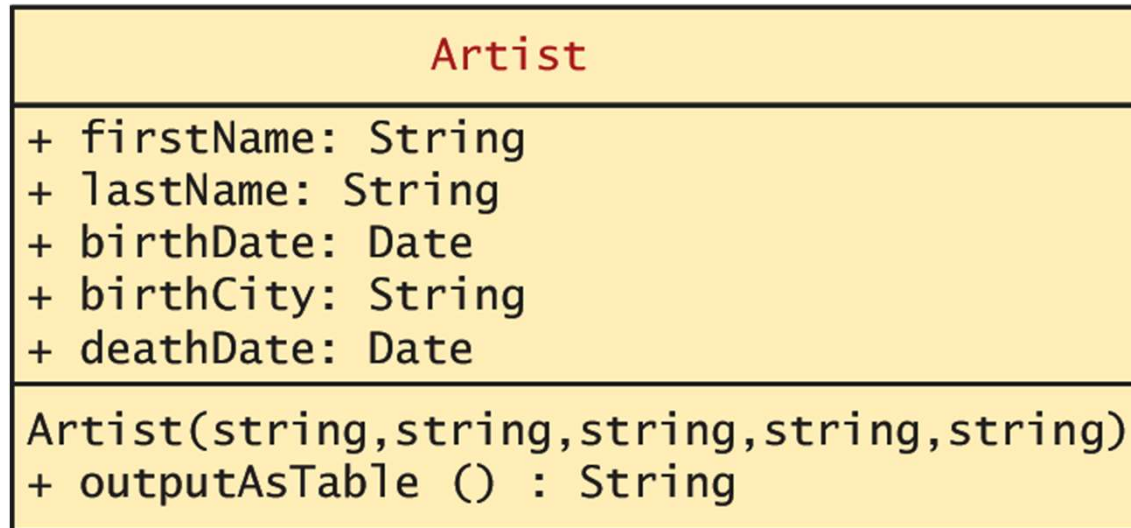 Artist
+ firstName: String
+ lastName: String
+ birthDate: Date
+ birthCity: String
+ deathDate: Date
Artist(string,string,string,string,string)
+ outputAsTable () : String